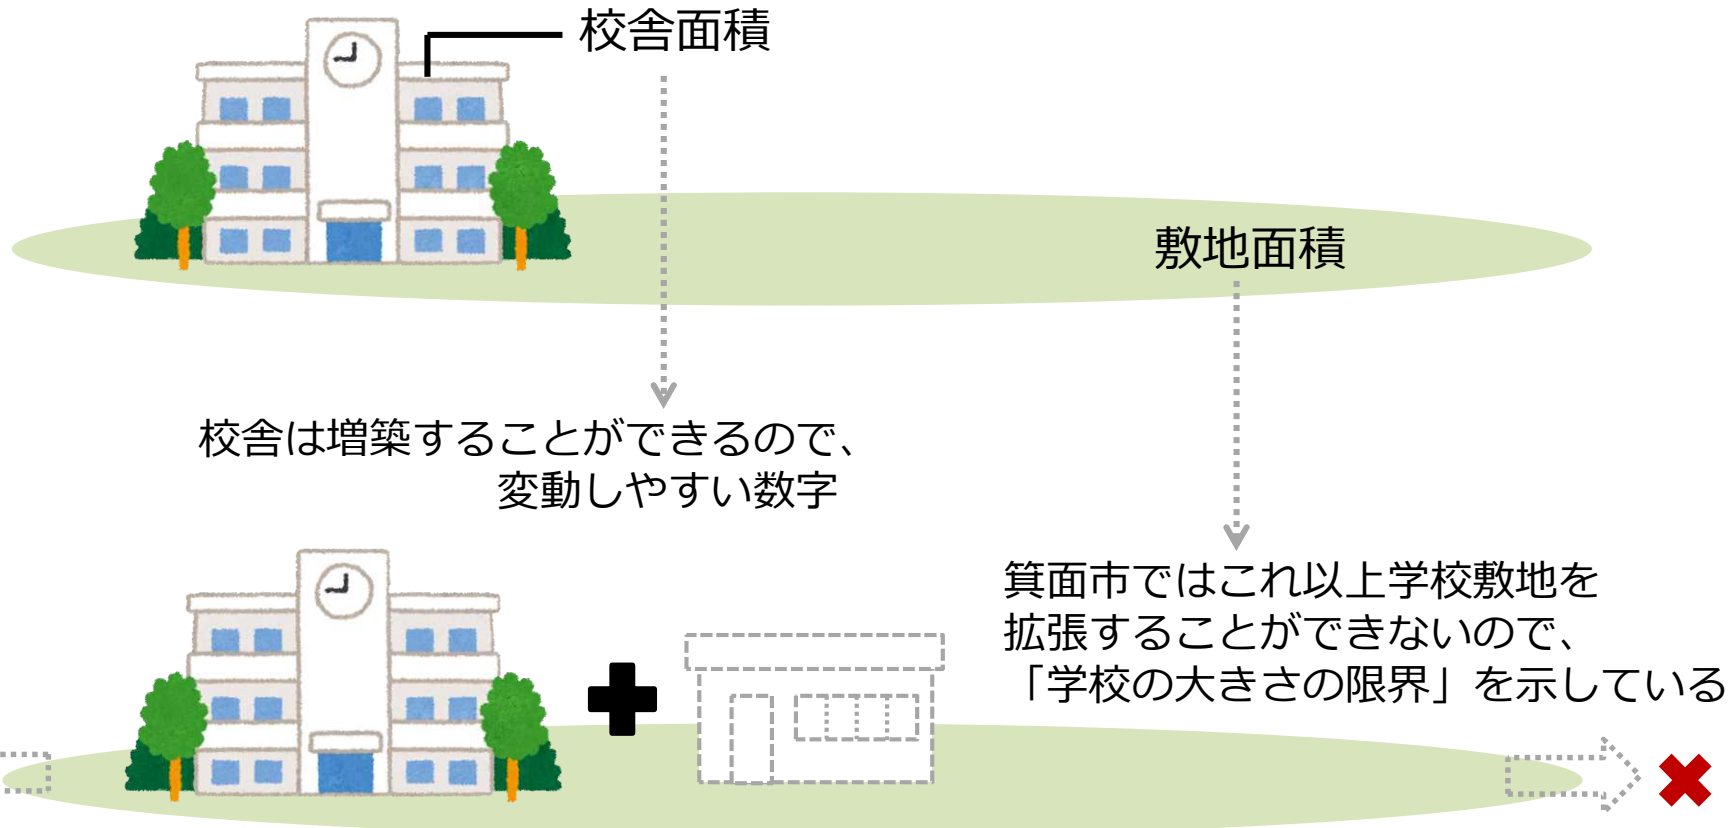 校舎面積
敷地面積
校舎は増築することができるので、
変動しやすい数字
箕面市ではこれ以上学校敷地を
拡張することができないので、
「学校の大きさの限界」を示している